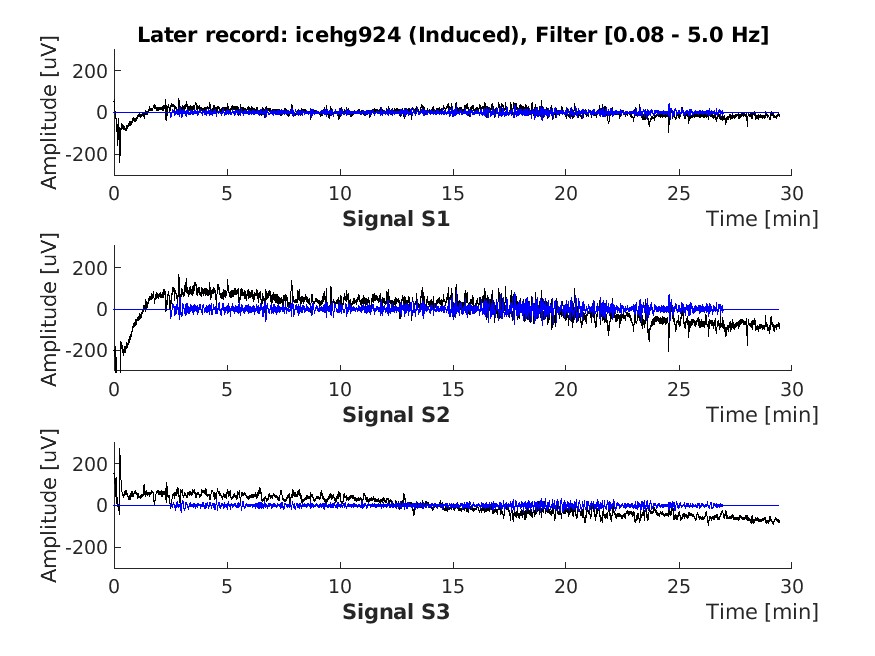 Later record: icehg924 (Induced), Filter [0.08 - 5.0 Hz]
Amplitude [uV]
200
0
-200
0 5 10 15 20 25 30
Signal S1 Time [min]
Amplitude [uV]
200
0
-200
0 5 10 15 20 25 30
Signal S2 Time [min]
Amplitude [uV]
200
0
-200
0 5 10 15 20 25 30
Signal S3 Time [min]